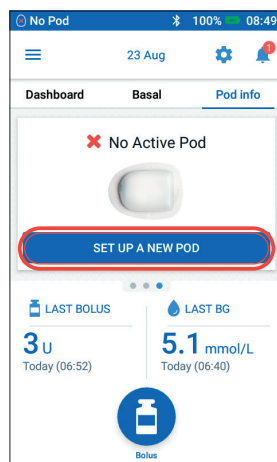 No Pod 100% 08:49
23 Aug 1
Dashboard Basal Pod info
No Active Pod
SET UP A NEW POD
LAST BOLUS LAST BG
3 U 5.1 mmol/L
Today (06:52) Today (06:40)
Bolus